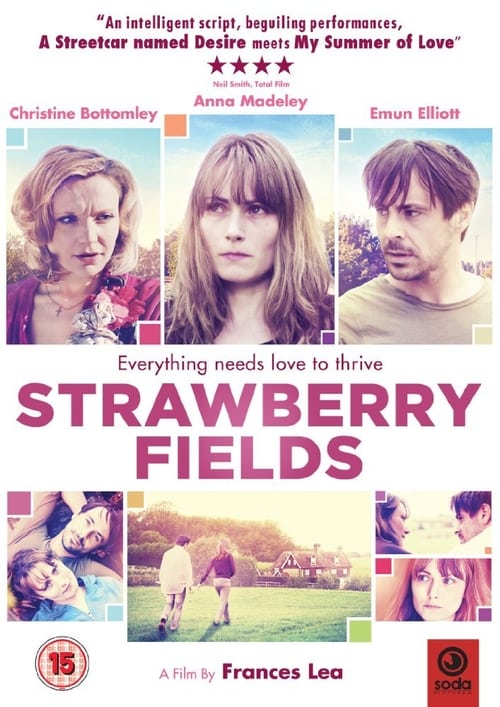 "An intelligent script, beguiling performances,
A Streetcar named Desire meets My Summer of Love"
Neil Smith, Total Film
Christine Bottomley
Anna Madeley
Emun Elliott
Everything needs love to thrive
STRAWBERRY
FIELDS
15
A Film By Frances Lea
soda
PICTURES